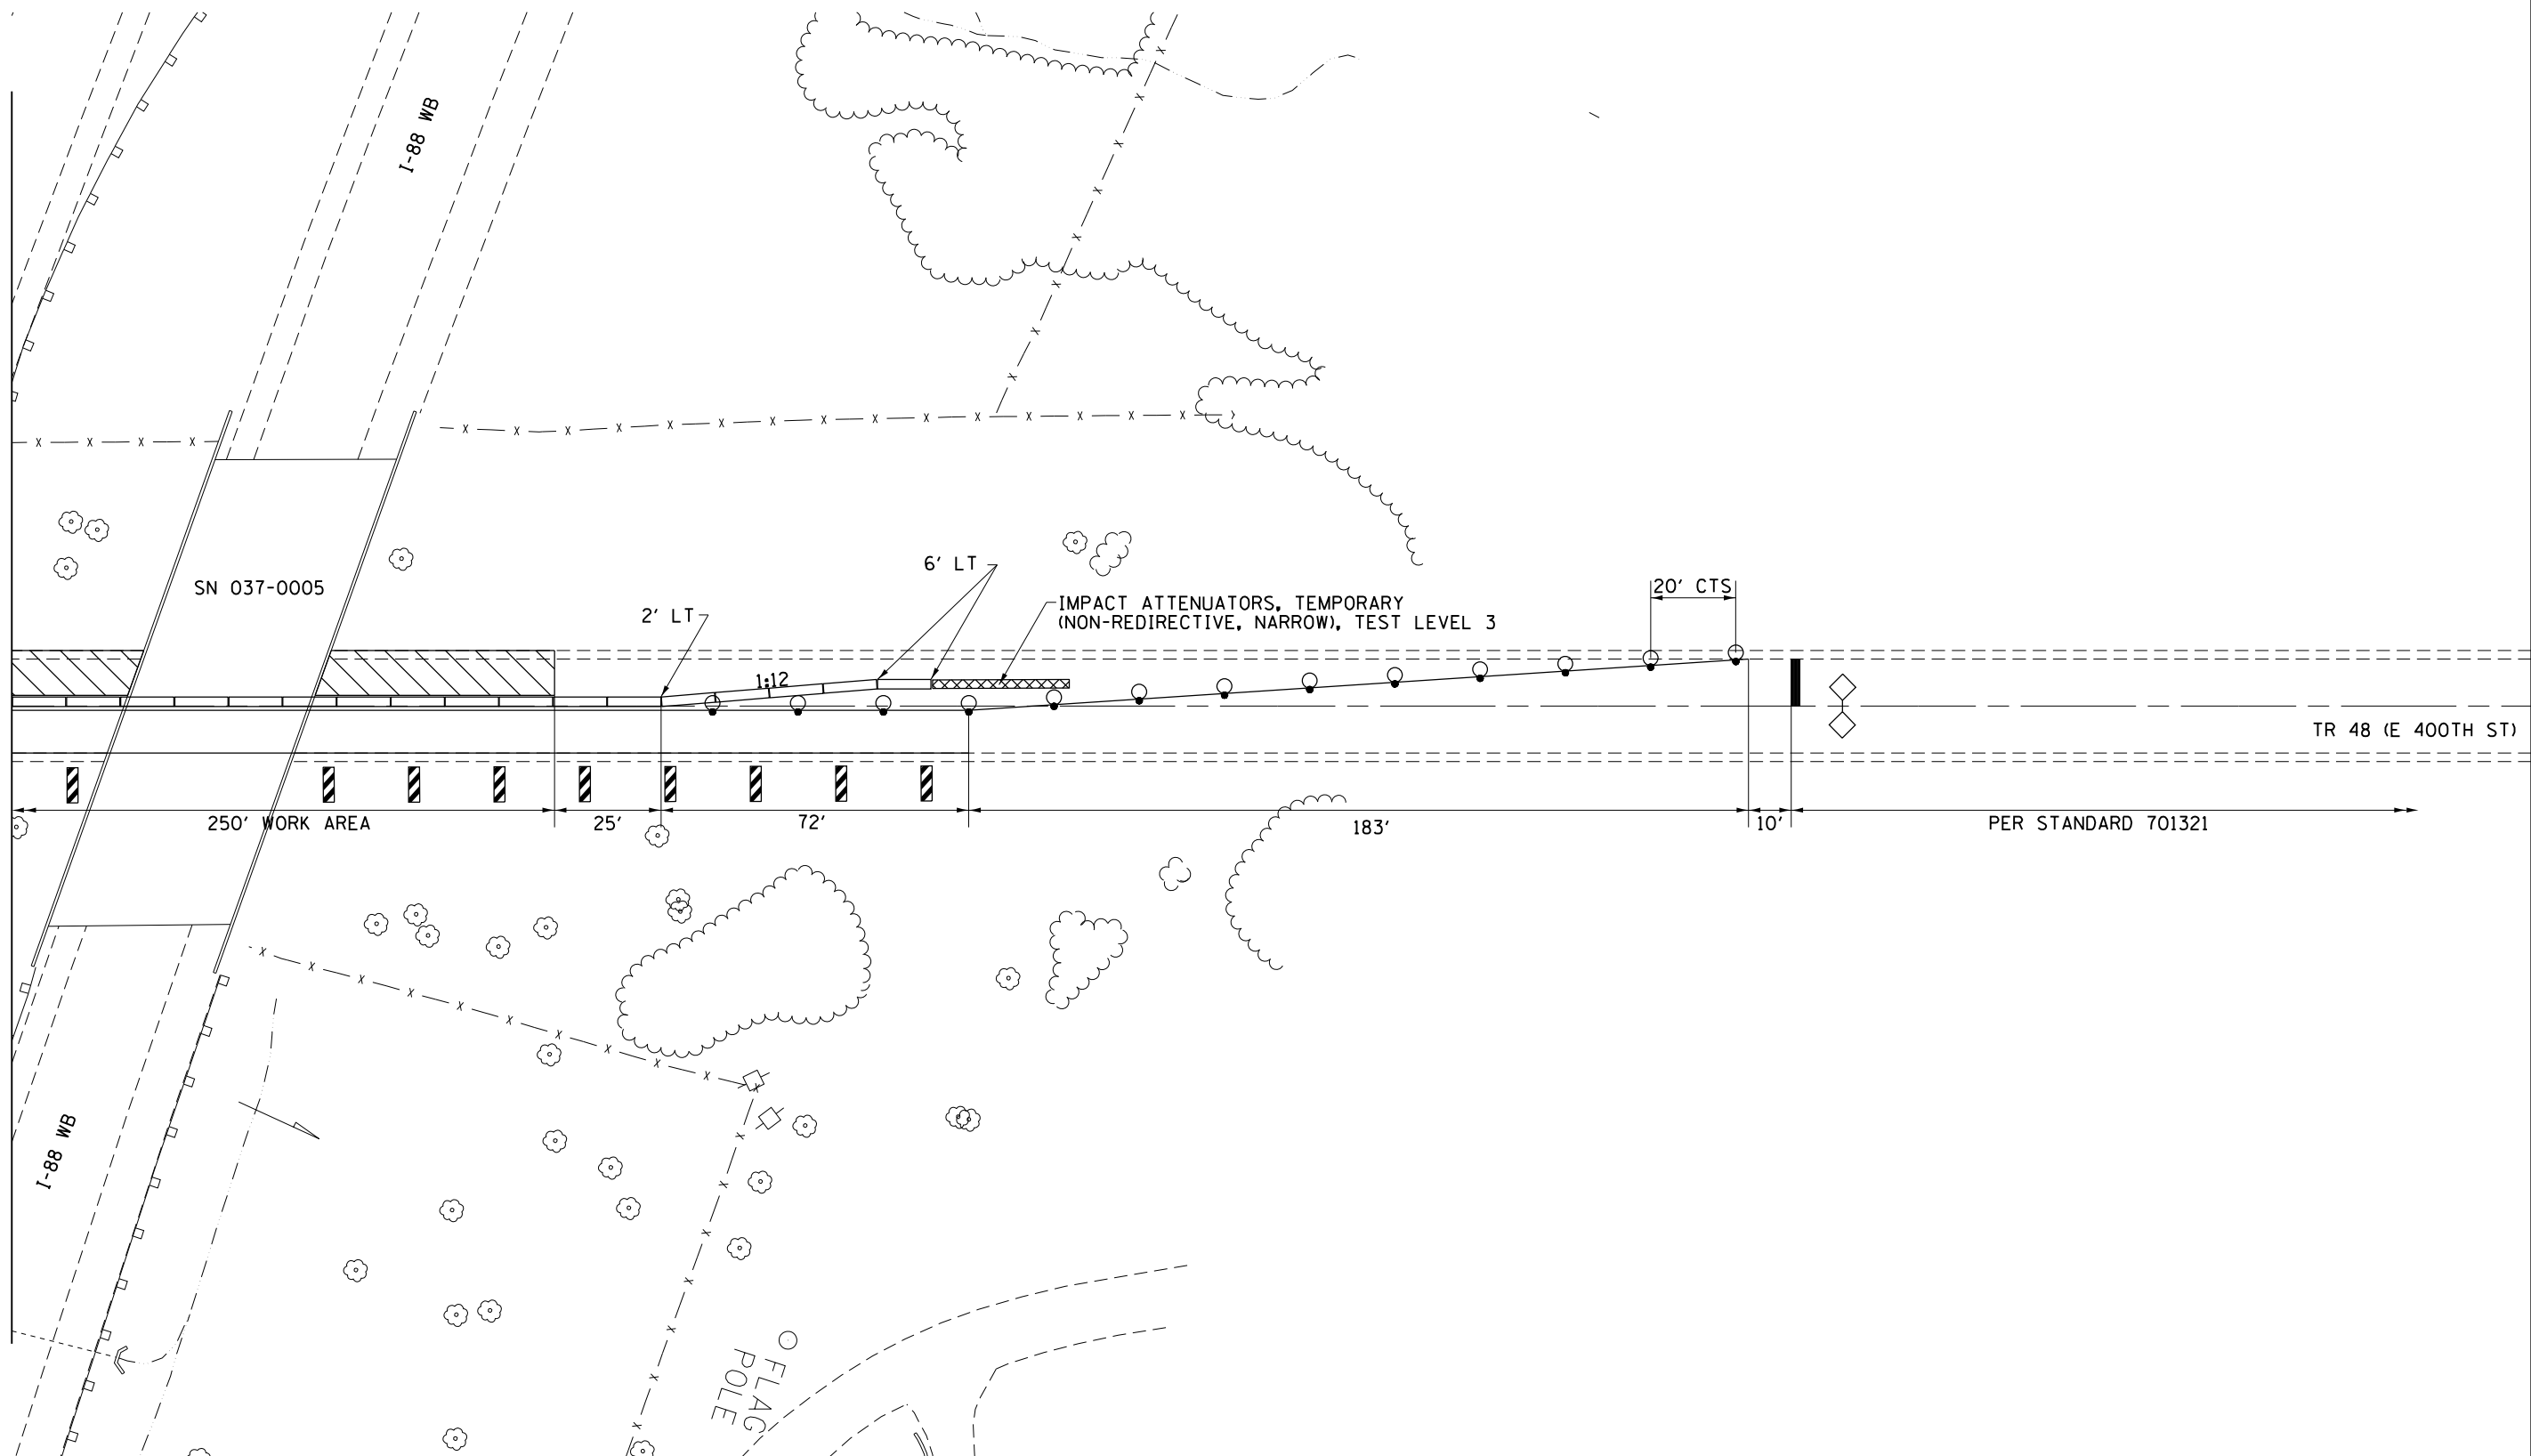 I-88 WB
SN 037-0005
6' LT
2' LT
IMPACT ATTENUATORS, TEMPORARY
(NON-REDIRECTIVE, NARROW), TEST LEVEL 3
20' CTS
1:12
TR 48 (E 400TH ST)
250' WORK AREA
25'
72'
183'
10'
PER STANDARD 701321
I-88 WB
FLAG
POLE